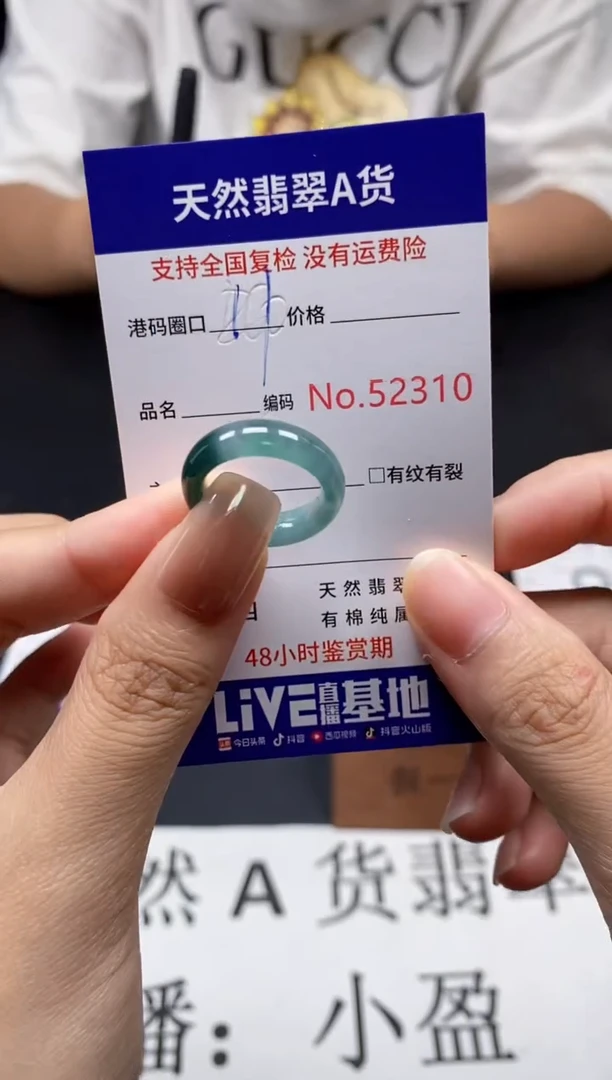 GUCCI
天然翡翠A货
支持全国复检 没有运费险
港码圈口 价格
品名 编码 No.52310
□有纹有裂
天然翡翠
有棉纯属
日
48小时鉴赏期
LiVE直播基地
今日头条 抖音 西瓜视频 抖音火山版
然A货翡翠
播：小盈